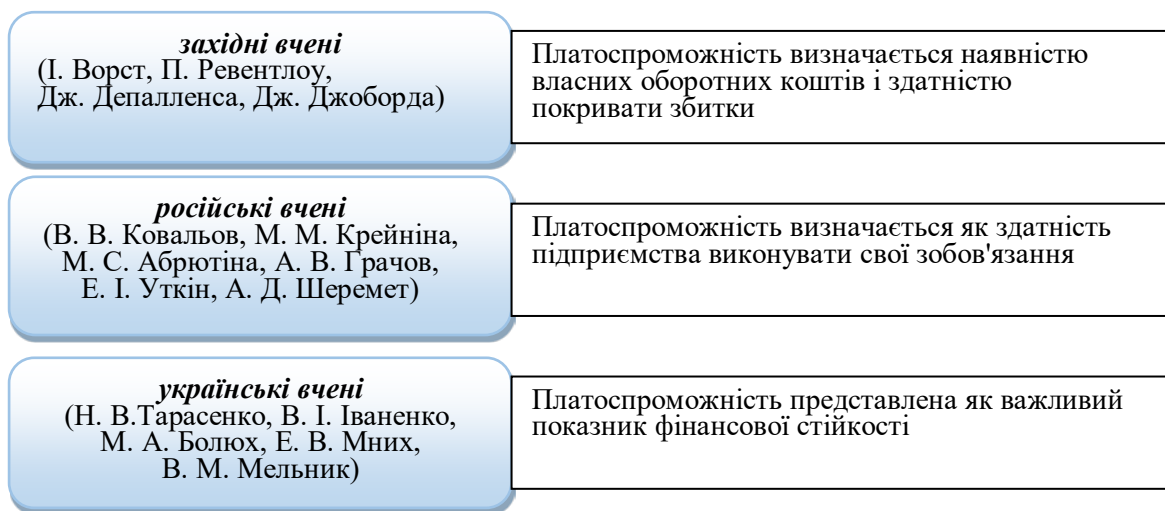 західні вчені
(І. Ворст, П. Ревентлоу,
Дж. Депалленса, Дж. Джоборда)
Платоспроможність визначається наявністю
власних оборотних коштів і здатністю
покривати збитки
російські вчені
(В. В. Ковальов, М. М. Крейніна,
М. С. Абрютіна, А. В. Грачов,
Е. І. Уткін, А. Д. Шеремет)
Платоспроможність визначається як здатність
підприємства виконувати свої зобов'язання
українські вчені
(Н. В.Тарасенко, В. І. Іваненко,
М. А. Болюх, Е. В. Мних,
В. М. Мельник)
Платоспроможність представлена як важливий
показник фінансової стійкості